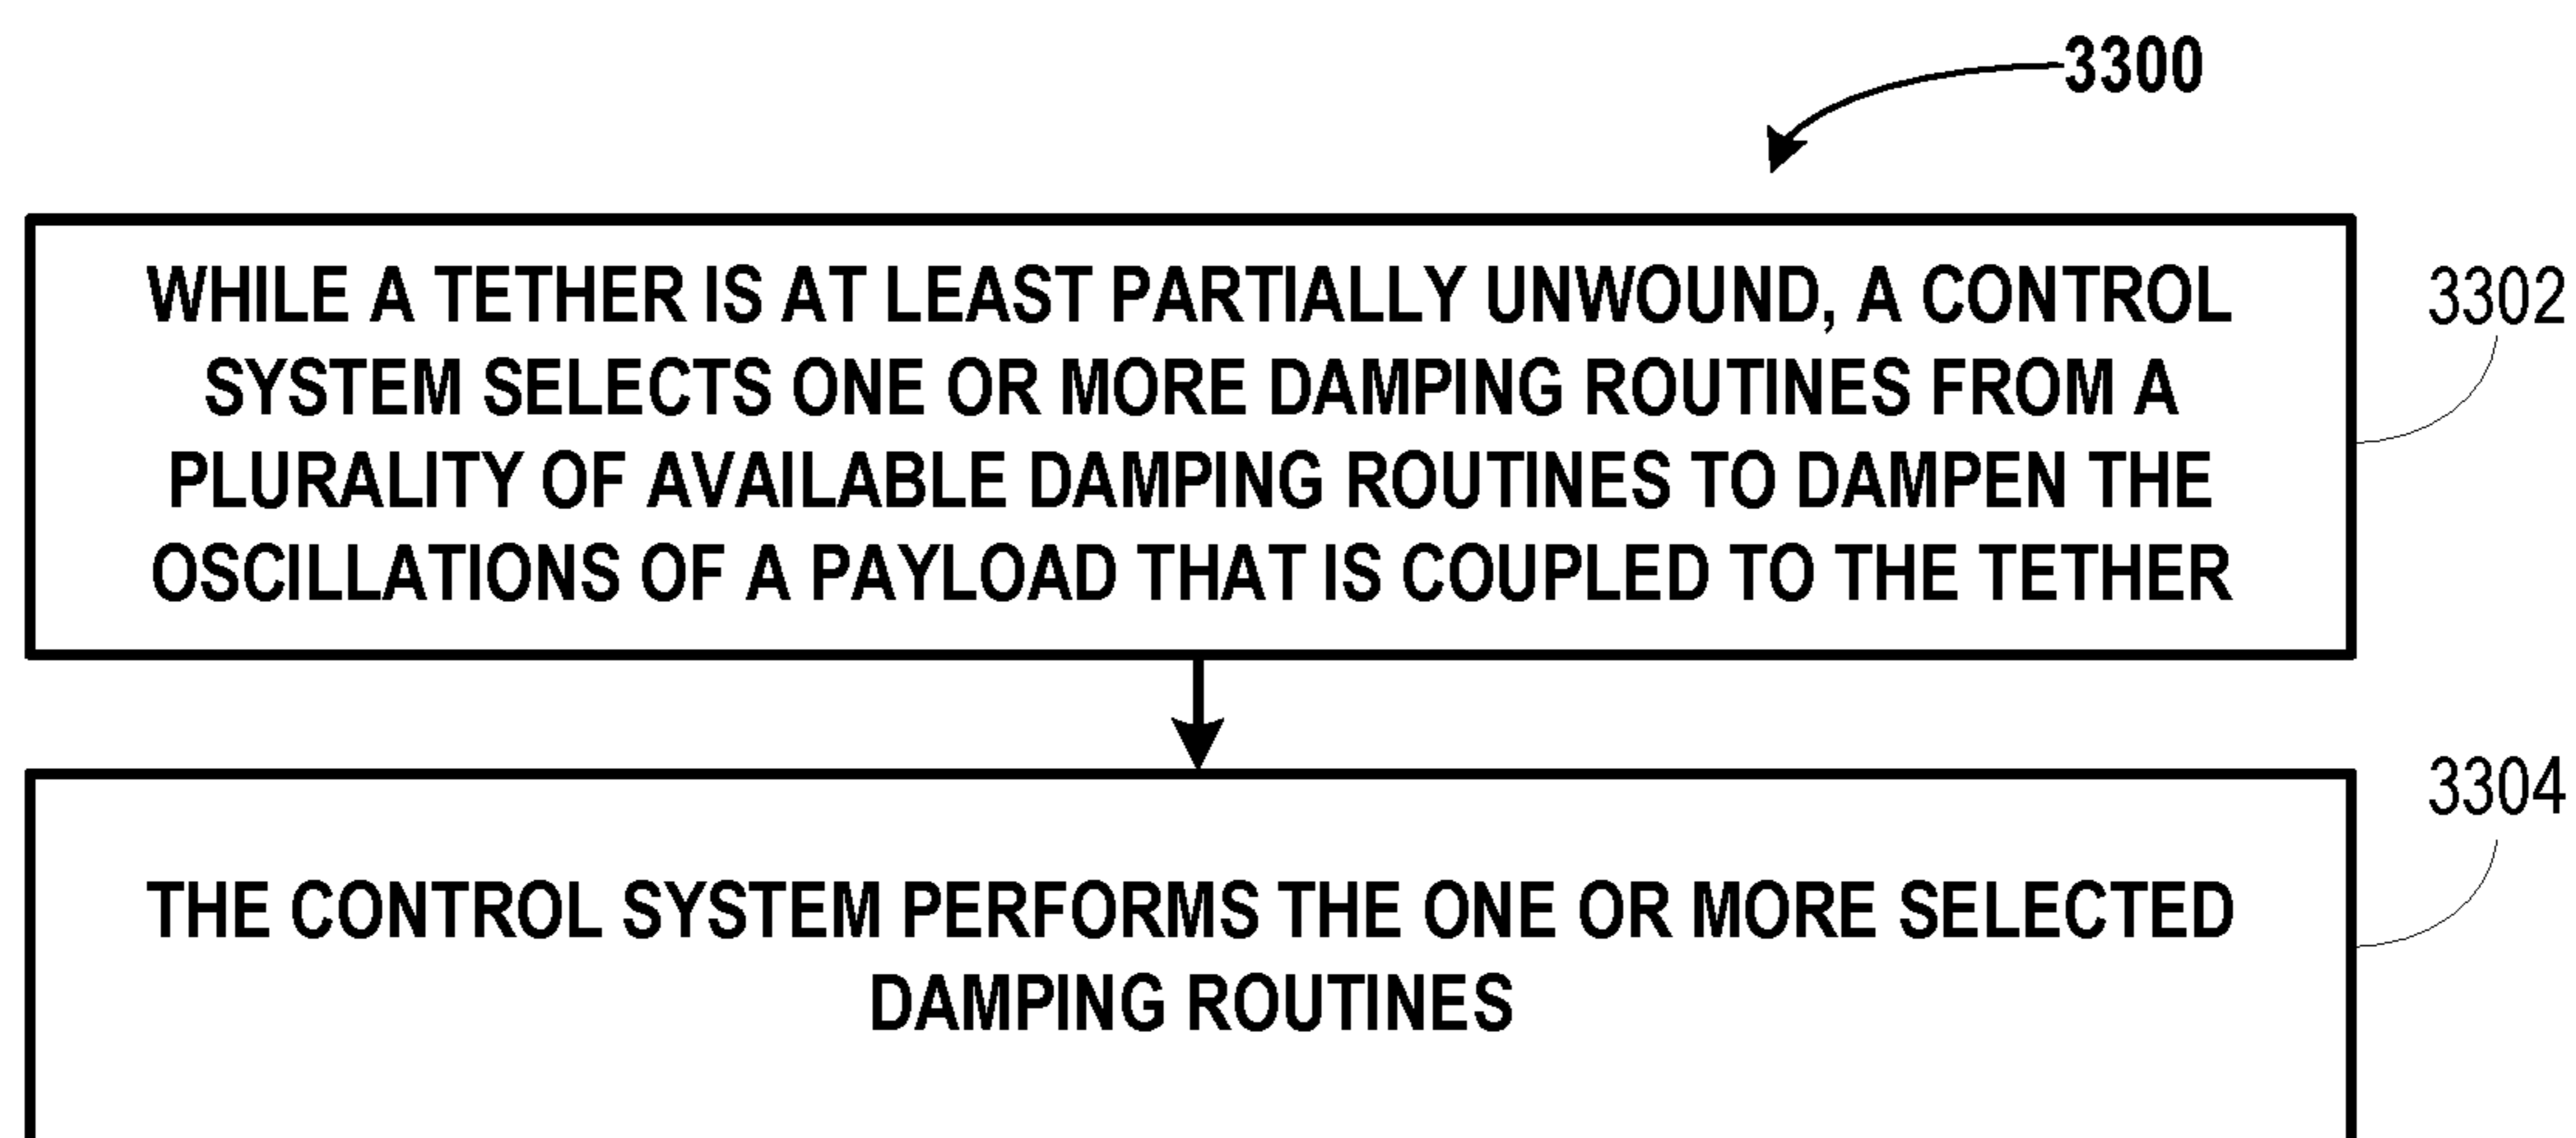 3300
WHILE A TETHER IS AT LEAST PARTIALLY UNWOUND, A CONTROL
SYSTEM SELECTS ONE OR MORE DAMPING ROUTINES FROM A
PLURALITY OF AVAILABLE DAMPING ROUTINES TO DAMPEN THE
OSCILLATIONS OF A PAYLOAD THAT IS COUPLED TO THE TETHER
3302
3304
THE CONTROL SYSTEM PERFORMS THE ONE OR MORE SELECTED
DAMPING ROUTINES